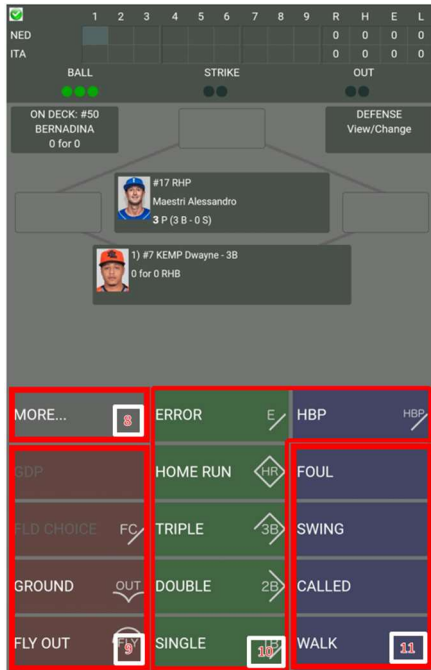 1 2 3 4 5 6 7 8 9 R H E L
NED 0 0 0 0
ITA 0 0 0 0
BALL STRIKE OUT
ON DECK: #50
BERNADINA
0 for 0
DEFENSE
View/Change
#17 RHP
Maestri Alessandro
3 P (3 B - 0 S)
1) #7 KEMP Dwayne - 3B
0 for 0 RHB
MORE... 8 ERROR E HBP HBP
GDP HOME RUN HR FOUL
FLD CHOICE FC TRIPLE 3B SWING
GROUND OUT DOUBLE 2B CALLED
FLY OUT FLY 9 SINGLE 1B 10 WALK 11